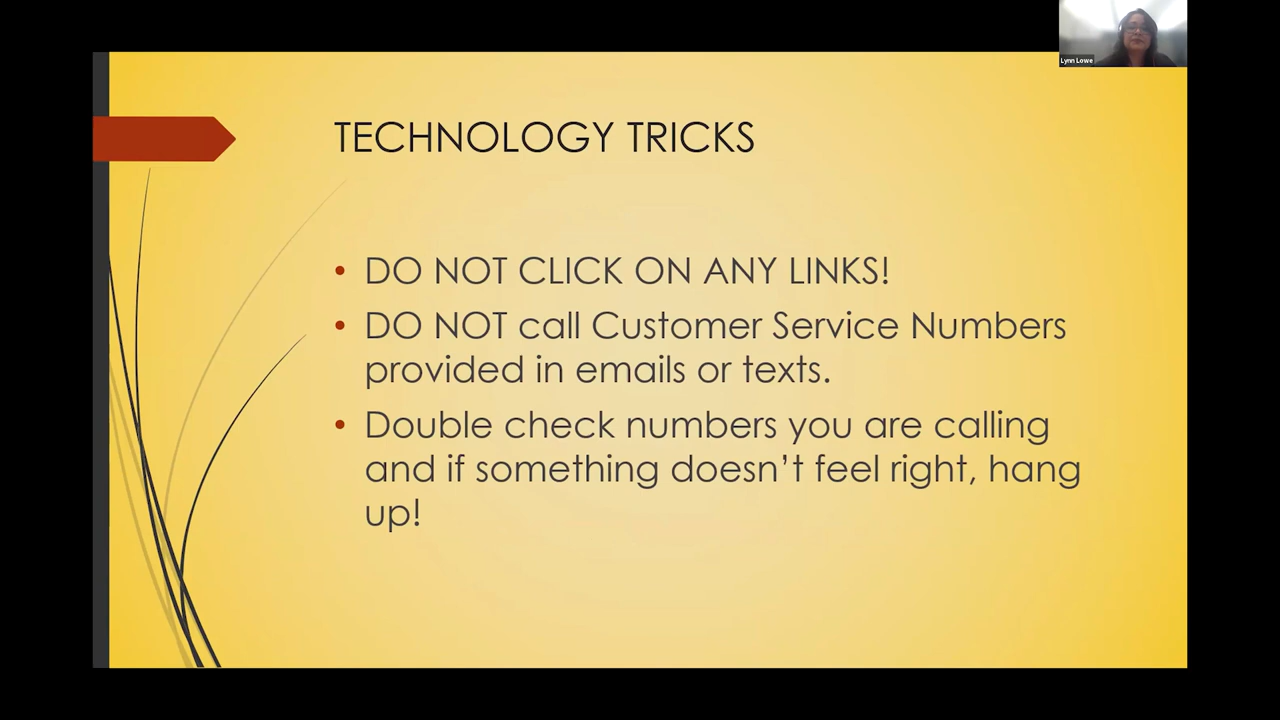 Lynn Lowe
TECHNOLOGY TRICKS
• DO NOT CLICK ON ANY LINKS!
• DO NOT call Customer Service Numbers
provided in emails or texts.
• Double check numbers you are calling
and if something doesn’t feel right, hang
up!